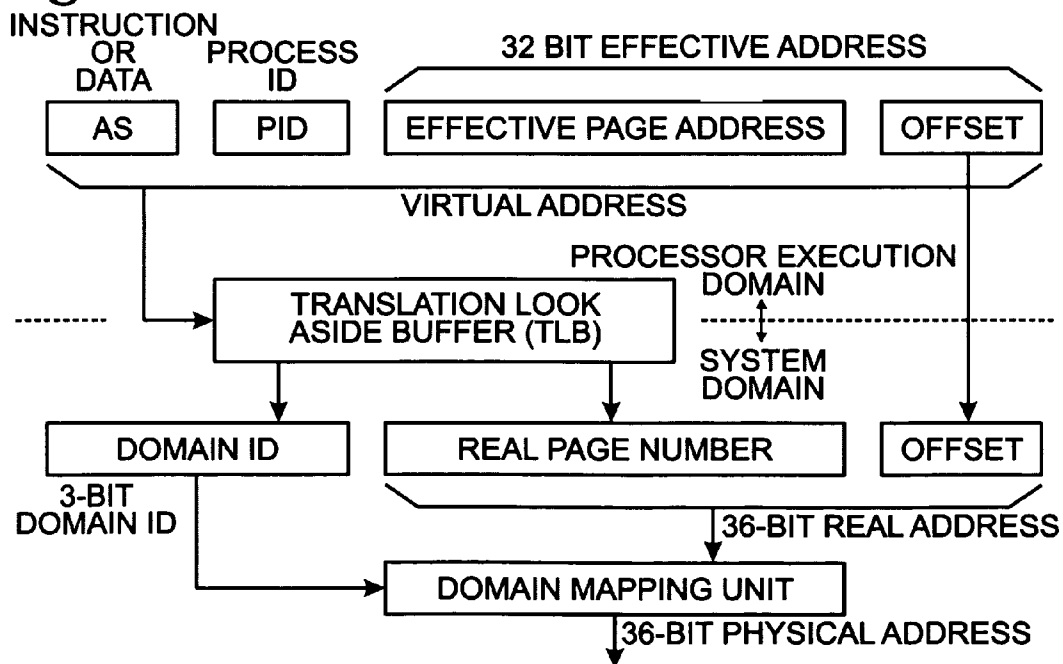 INSTRUCTION
OR
DATA
PROCESS
ID
32 BIT EFFECTIVE ADDRESS
AS
PID
EFFECTIVE PAGE ADDRESS
OFFSET
VIRTUAL ADDRESS
PROCESSOR EXECUTION
DOMAIN
TRANSLATION LOOK
ASIDE BUFFER (TLB)
SYSTEM
DOMAIN
DOMAIN ID
REAL PAGE NUMBER
OFFSET
3-BIT
DOMAIN ID
36-BIT REAL ADDRESS
DOMAIN MAPPING UNIT
36-BIT PHYSICAL ADDRESS